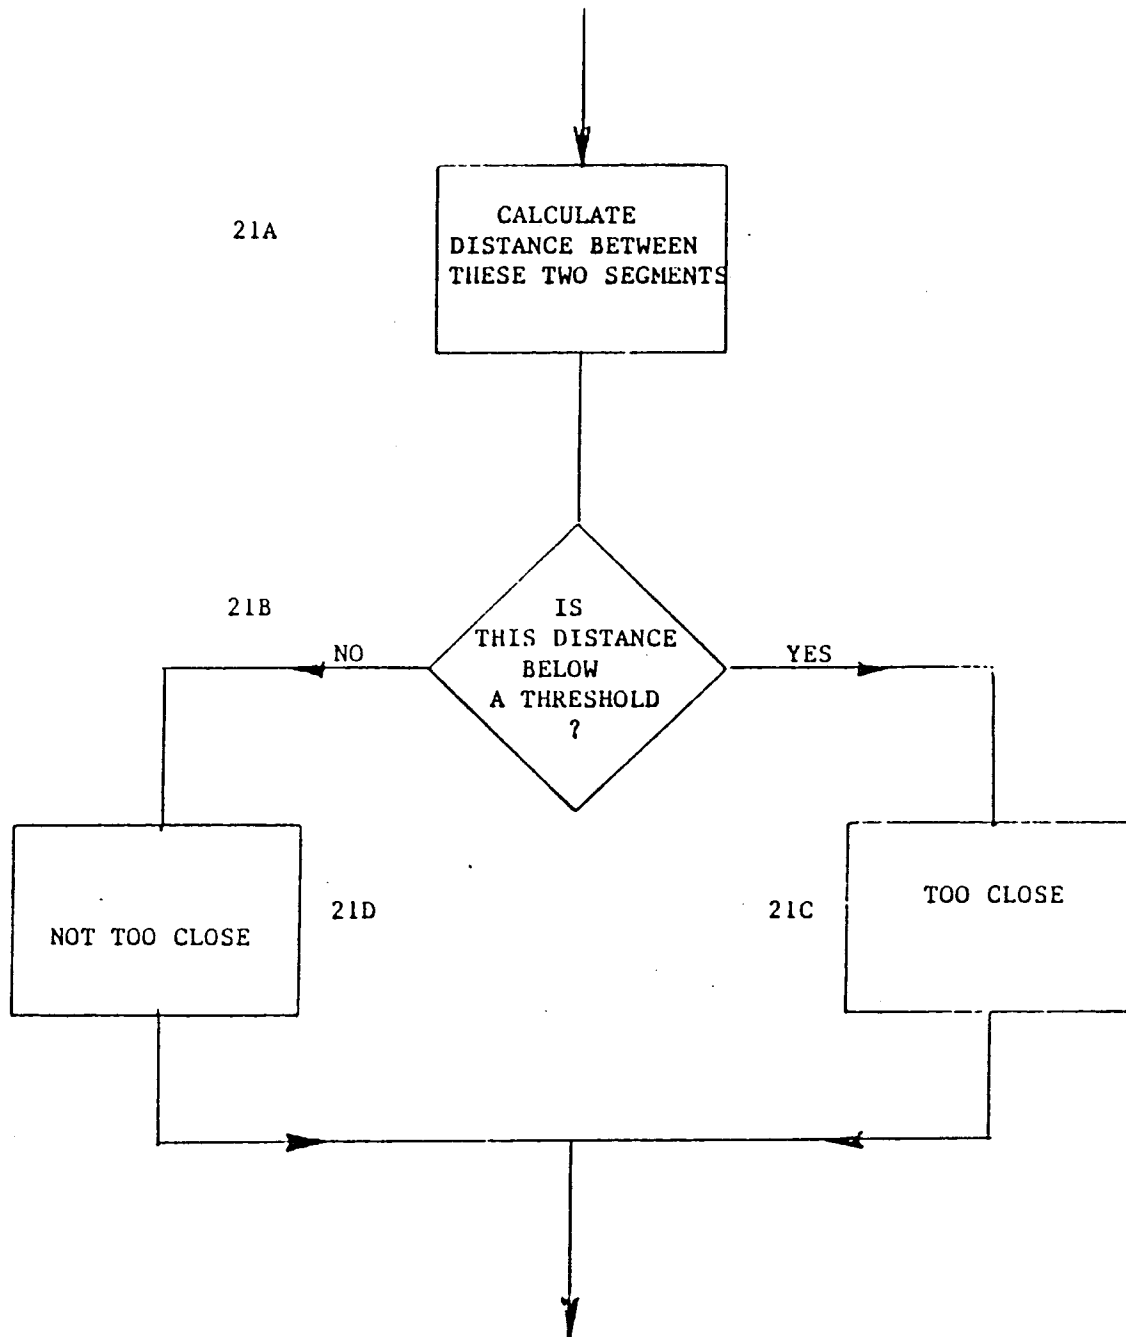 21A
CALCULATE
DISTANCE BETWEEN
THESE TWO SEGMENTS
21B
IS
THIS DISTANCE
BELOW
A THRESHOLD
?
NO
YES
NOT TOO CLOSE
21D
21C
TOO CLOSE